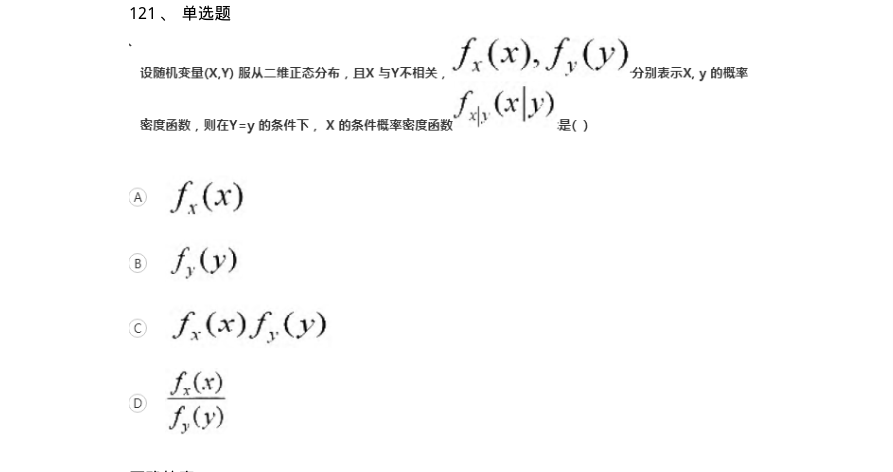 121 、 单选题
、
设随机变量(X,Y) 服从二维正态分布，且X 与Y不相关，fx(x), fy(y)分别表示X, y 的概率
密度函数，则在Y=y 的条件下， X 的条件概率密度函数fx|y(x|y)是( )
A fx(x)
B fy(y)
C fx(x)fy(y)
D fx(x)/fy(y)